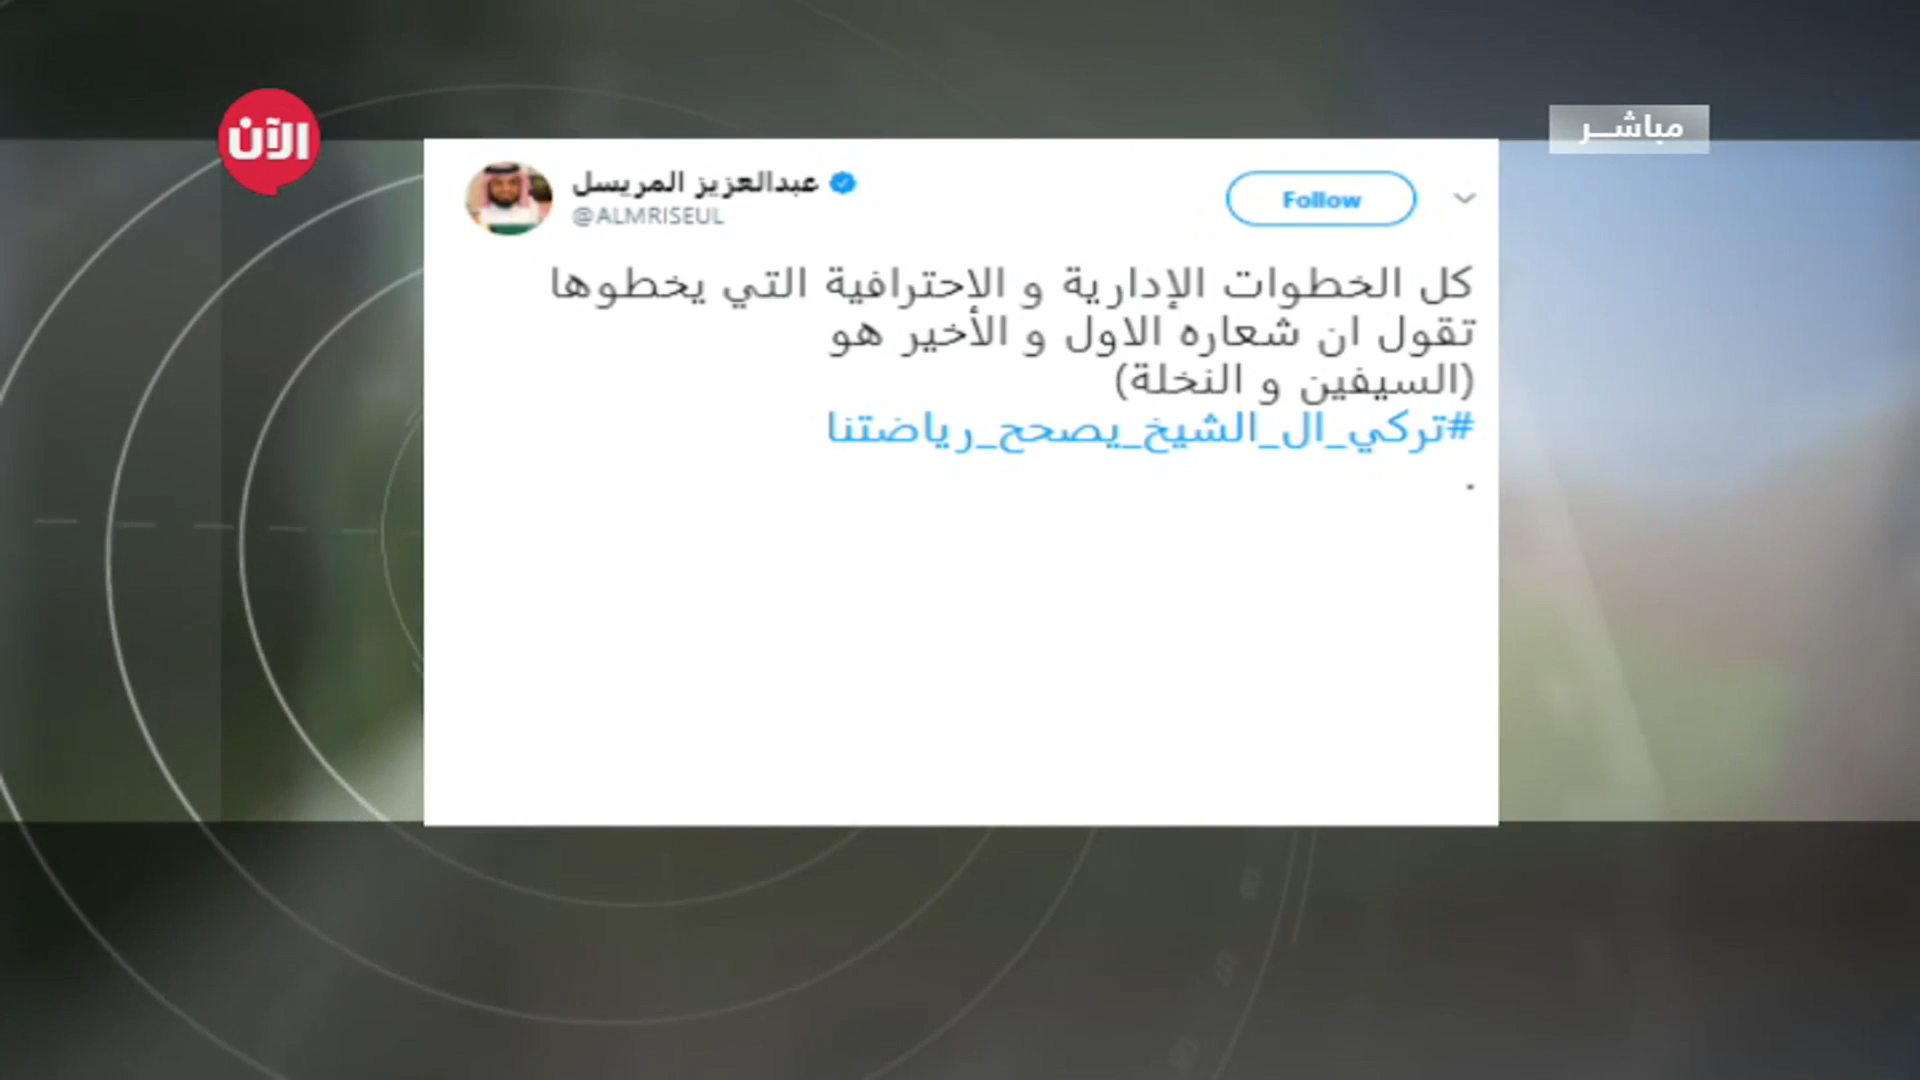 الآن
مباشر
عبدالعزيز المريسل
@ALMRISEUL
Follow
كل الخطوات الإدارية و الاحترافية التي يخطوها
تقول ان شعاره الاول و الأخير هو
(السيفين و النخلة)
#تركي_ال_الشيخ_يصحح_رياضتنا
.